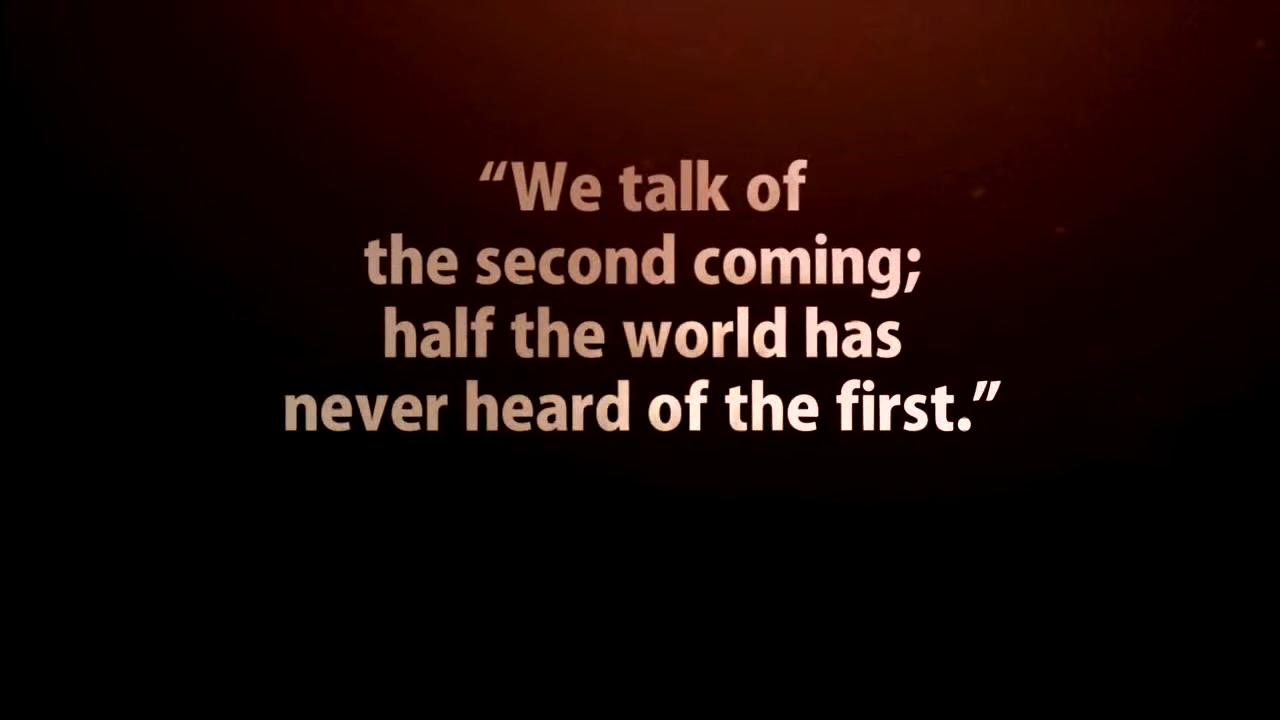 “We talk of
the second coming;
half the world has
never heard of the first.”